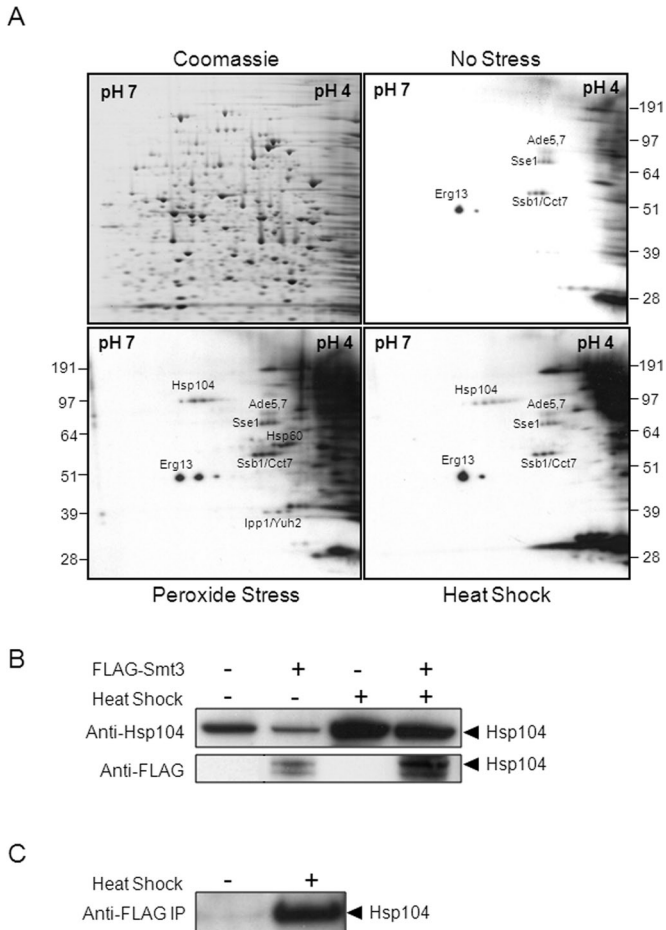 A
Coomassie
No Stress
pH 7
pH 4
pH 7
pH 4
191
97
64
51
28
Ade5,7
Sse1
Ssb1/Cct7
Erg13
pH 7
pH 4
pH 7
pH 4
191
97
64
51
39
28
Hsp104
Ade5,7
Sse1
Hsp60
Erg13
Ssb1/Cct7
Ipp1/Yuh2
Hsp104
Ade5,7
Sse1
Erg13
Ssb1/Cct7
191
97
64
51
39
28
Peroxide Stress
Heat Shock
B
FLAG-Smt3 - + - +
Heat Shock - - + +
Anti-Hsp104 Hsp104
Anti-FLAG Hsp104
C
Heat Shock - +
Anti-FLAG IP Hsp104